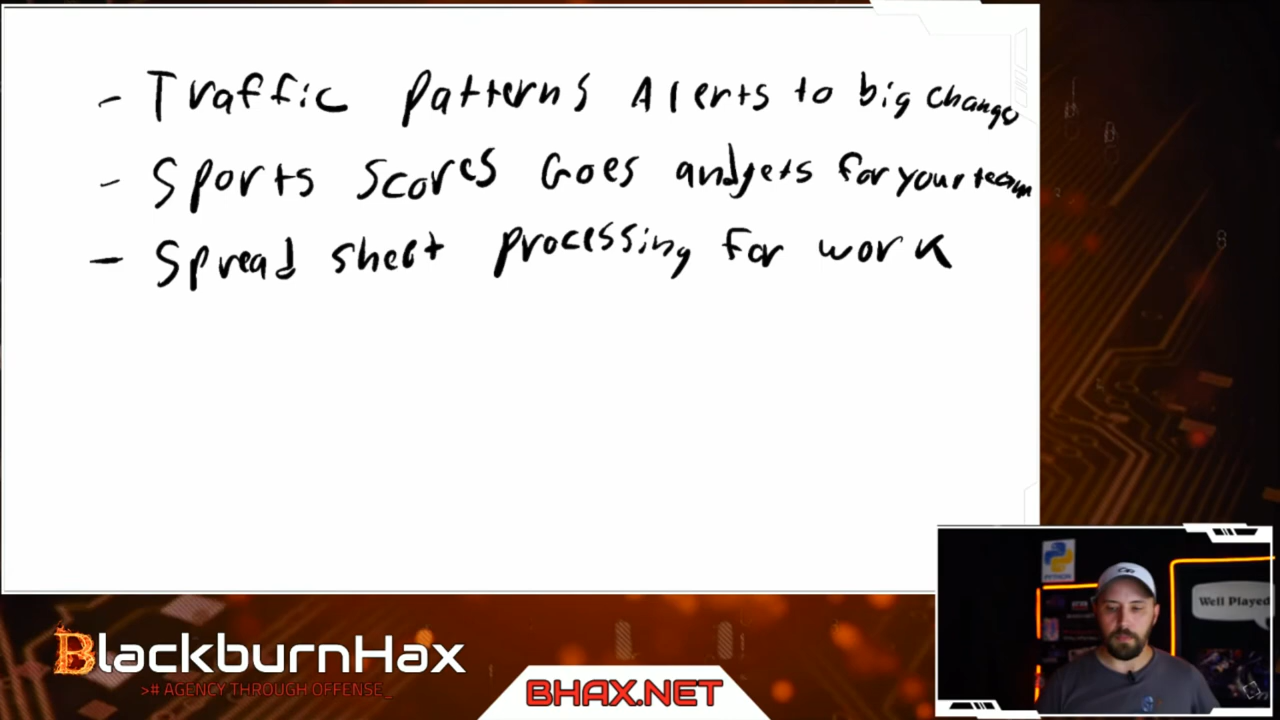 - Traffic Patterns Alerts to big change
- Sports Scores Goes and gets for your team
- Spread sheet processing for work
PYTHON
Well Played
BlackburnHax
># AGENCY THROUGH OFFENSE_
BHAX.NET